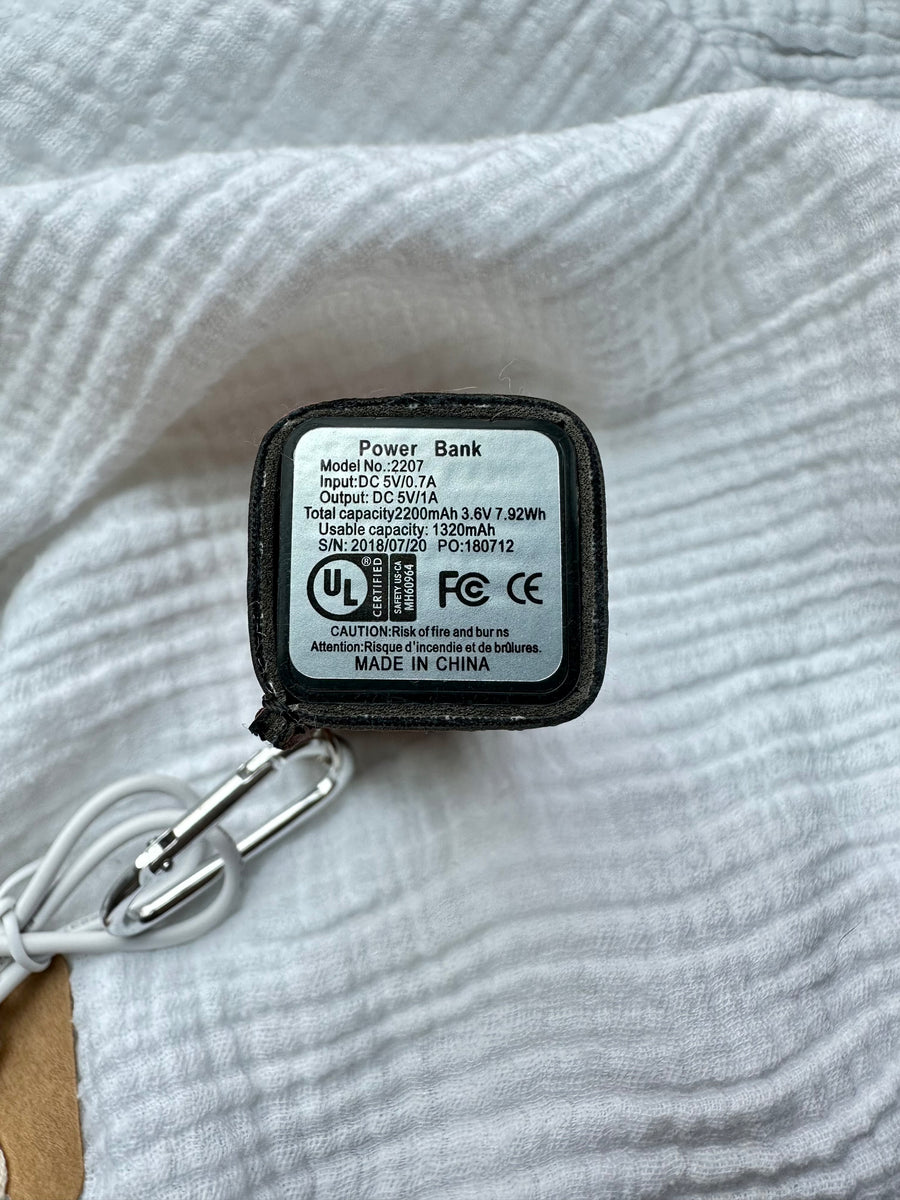 Power Bank
Model No.:2207
Input:DC 5V/0.7A
Output: DC 5V/1A
Total capacity2200mAh 3.6V 7.92Wh
Usable capacity: 1320mAh
S/N: 2018/07/20 PO:180712
UL ® CERTIFIED
SAFETY US-CA
MH60964
FC CE
CAUTION:Risk of fire and burns
Attention:Risque d'incendie et de brûlures.
MADE IN CHINA